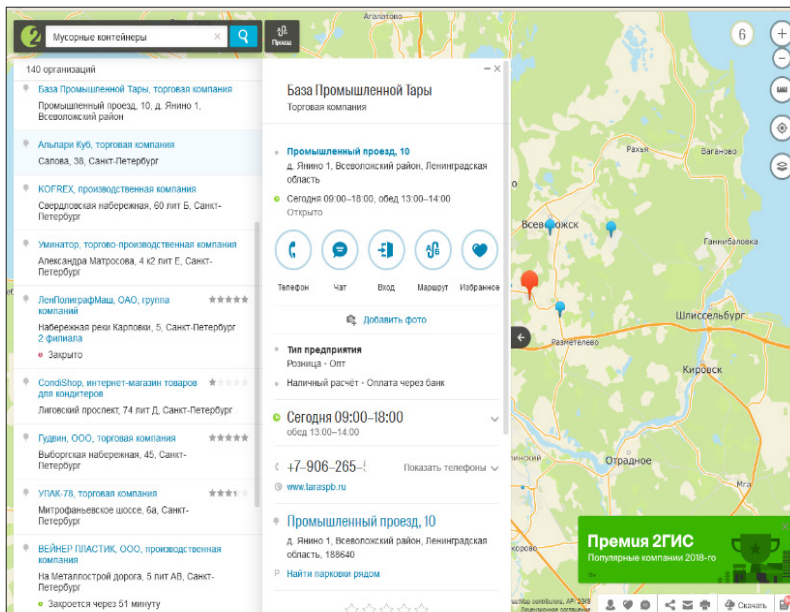 Агалатово
Мусорные контейнеры
Проезд
140 организаций
База Промышленной Тары, торговая компания
Промышленный проезд, 10, д. Янино 1,
Всеволожский район
Альпари Куб, торговая компания
Салова, 38, Санкт-Петербург
KOFREX, производственная компания
Свердловская набережная, 60 лит Б, Санкт-
Петербург
Уминатор, торгово-производственная компания
Александра Матросова, 4 к2 лит Е, Санкт-
Петербург
ЛенПолиграфМаш, ОАО, группа
компаний
Набережная реки Карповки, 5, Санкт-Петербург
2 филиала
Закрыто
CondiShop, интернет-магазин товаров
для кондитеров
Лиговский проспект, 74 лит Д, Санкт-Петербург
Гудвин, ООО, торговая компания
Выборгская набережная, 45, Санкт-
Петербург
УПАК-78, торговая компания
Митрофаньевское шоссе, 6а, Санкт-
Петербург
ВЕЙНЕР ПЛАСТИК, ООО, производственная
компания
На Металлострой дорога, 5 лит АВ, Санкт-
Петербург
Закроется через 51 минуту
База Промышленной Тары
Торговая компания
Промышленный проезд, 10
д. Янино 1, Всеволожский район, Ленинградская
область
Сегодня 09:00–18:00, обед 13:00–14:00
Открыто
Телефон Чат Вход Маршрут Избранное
Добавить фото
Тип предприятия
Розница · Опт
Наличный расчёт · Оплата через банк
Сегодня 09:00–18:00
обед 13:00–14:00
+7–906–265– Показать телефоны
www.taraspb.ru
Промышленный проезд, 10
д. Янино 1, Всеволожский район, Ленинградская
область, 188640
P Найти парковки рядом
6
Рахья
Ваганово
Всеволожск
Ганнибаловка
Шлиссельбург
Разметелево
Кировск
Отрадное
Мга
Премия 2ГИС
Популярные компании 2018-го
Лицензионное соглашение
Скачать